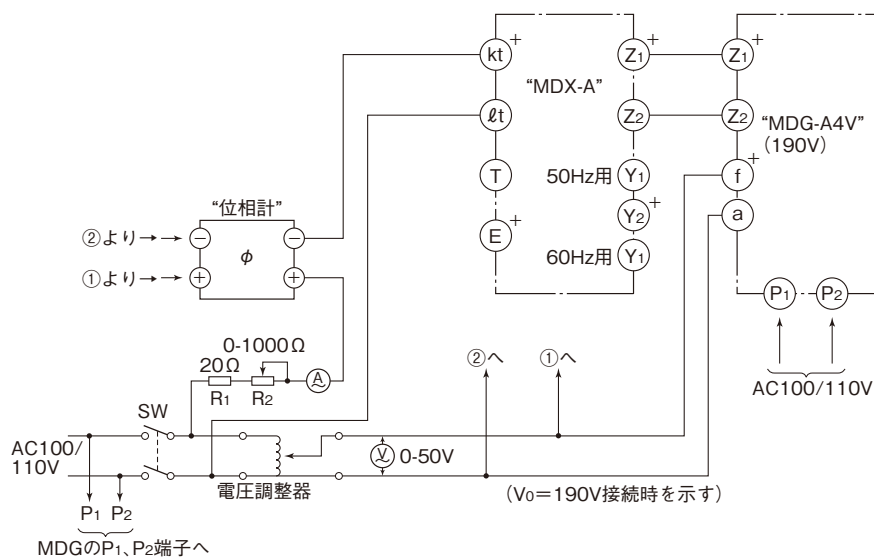 kt +
Z1 +
Z1 +
“MDX-A”
ℓt
Z2
Z2
“MDG-A4V”
(190V)
T
50Hz用 Y1
f +
“位相計”
②より→
−
−
E +
Y2 +
a
①より→
+
φ
+
60Hz用 Y1
P1
P2
0-1000Ω
20Ω
②へ
①へ
AC100/110V
R1
R2
A
SW
AC100/
110V
V
0-50V
電圧調整器
(V0=190V接続時を示す)
P1
P2
MDGのP1、P2端子へ